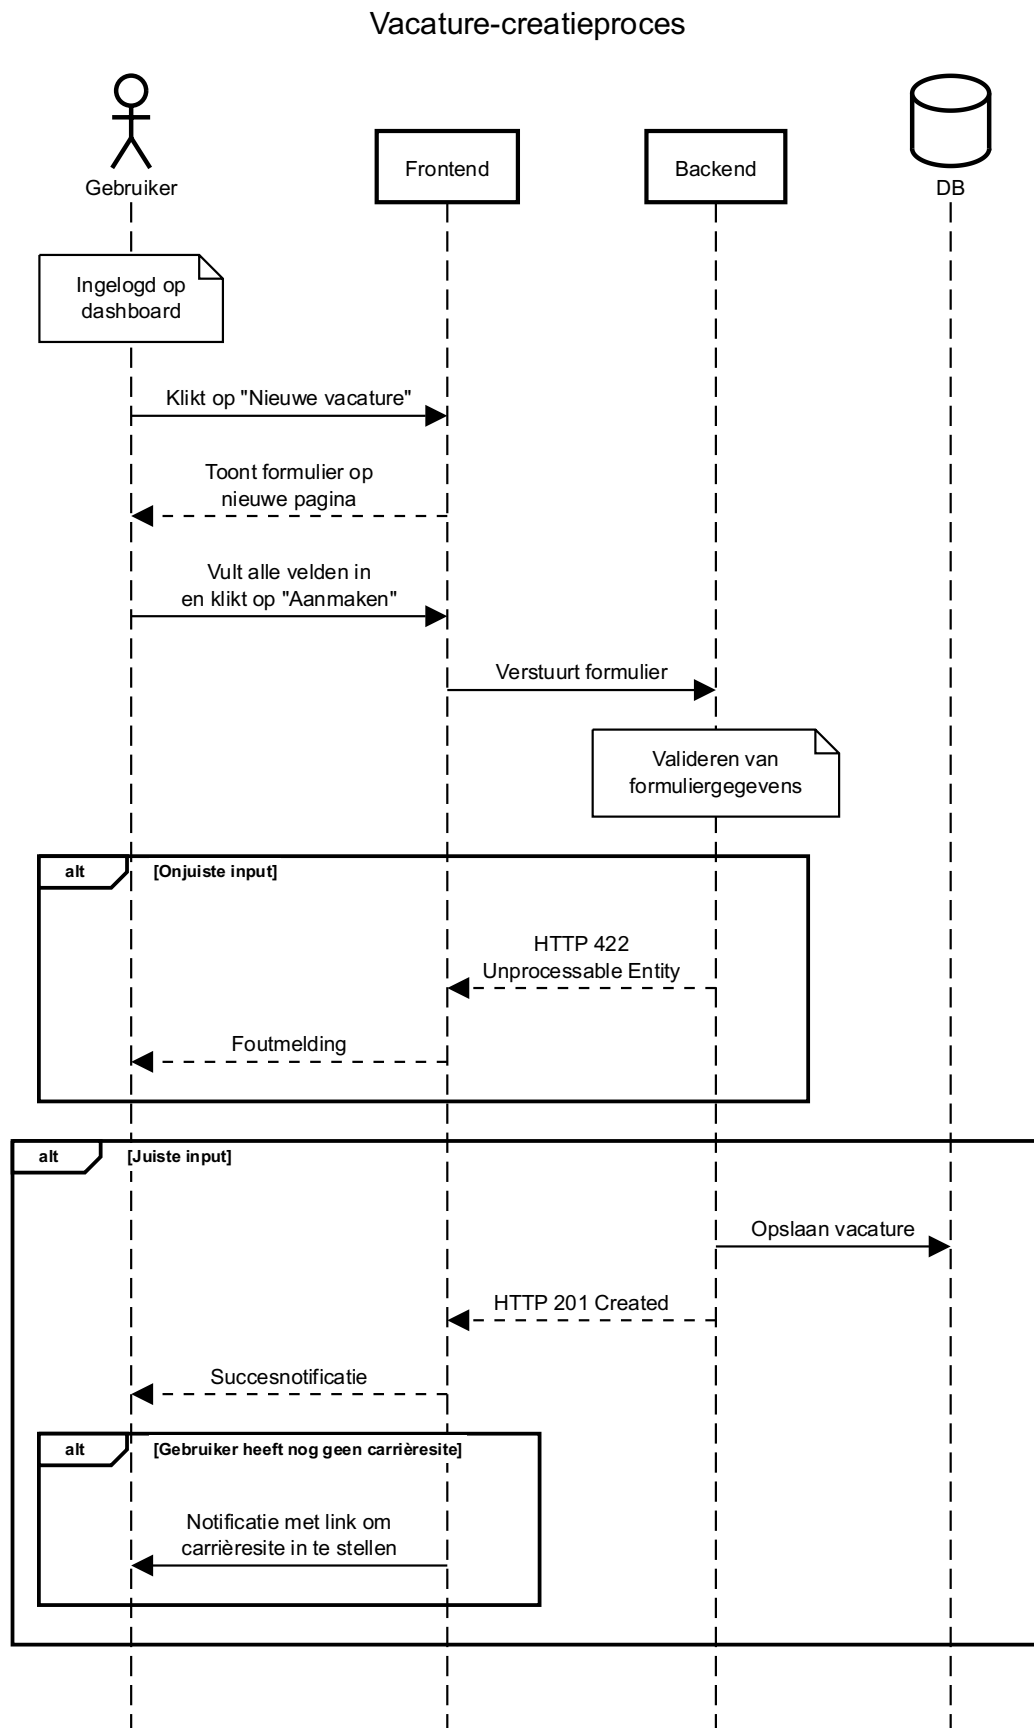 Vacature-creatieproces
Gebruiker
Frontend
Backend
DB
Ingelogd op
dashboard
Klikt op "Nieuwe vacature"
Toont formulier op
nieuwe pagina
Vult alle velden in
en klikt op "Aanmaken"
Verstuurt formulier
Valideren van
formuliergegevens
alt [Onjuiste input]
HTTP 422
Unprocessable Entity
Foutmelding
alt [Juiste input]
Opslaan vacature
HTTP 201 Created
Succesnotificatie
alt [Gebruiker heeft nog geen carrièresite]
Notificatie met link om
carrièresite in te stellen